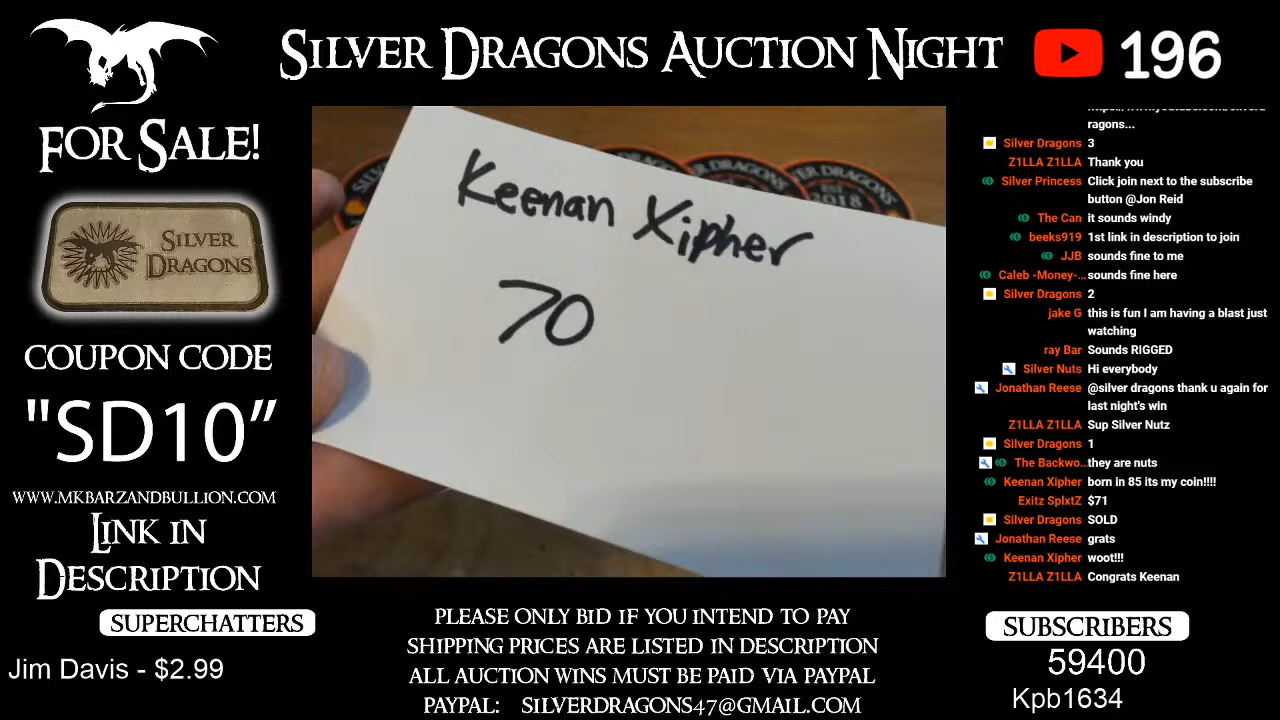 SILVER DRAGONS AUCTION NIGHT
196
FOR SALE!
SILVER
DRAGONS
COUPON CODE
"SD10"
WWW.MKBARZANDBULLION.COM
LINK IN
DESCRIPTION
SUPERCHATTERS
Jim Davis - $2.99
Keenan Xipher
70
DRAGONS
2018
ragons...
Silver Dragons 3
Z1LLA Z1LLA Thank you
Silver Princess Click join next to the subscribe
button @Jon Reid
The Can it sounds windy
beeks919 1st link in description to join
JJB sounds fine to me
Caleb -Money-... sounds fine here
Silver Dragons 2
jake G this is fun I am having a blast just
watching
ray Bar Sounds RIGGED
Silver Nuts Hi everybody
Jonathan Reese @silver dragons thank u again for
last night's win
Z1LLA Z1LLA Sup Silver Nutz
Silver Dragons 1
The Backwo... they are nuts
Keenan Xipher born in 85 its my coin!!!!
Exitz SplxtZ $71
Silver Dragons SOLD
Jonathan Reese grats
Keenan Xipher woot!!!
Z1LLA Z1LLA Congrats Keenan
PLEASE ONLY BID IF YOU INTEND TO PAY
SHIPPING PRICES ARE LISTED IN DESCRIPTION
ALL AUCTION WINS MUST BE PAID VIA PAYPAL
PAYPAL: SILVERDRAGONS47@GMAIL.COM
SUBSCRIBERS
59400
Kpb1634